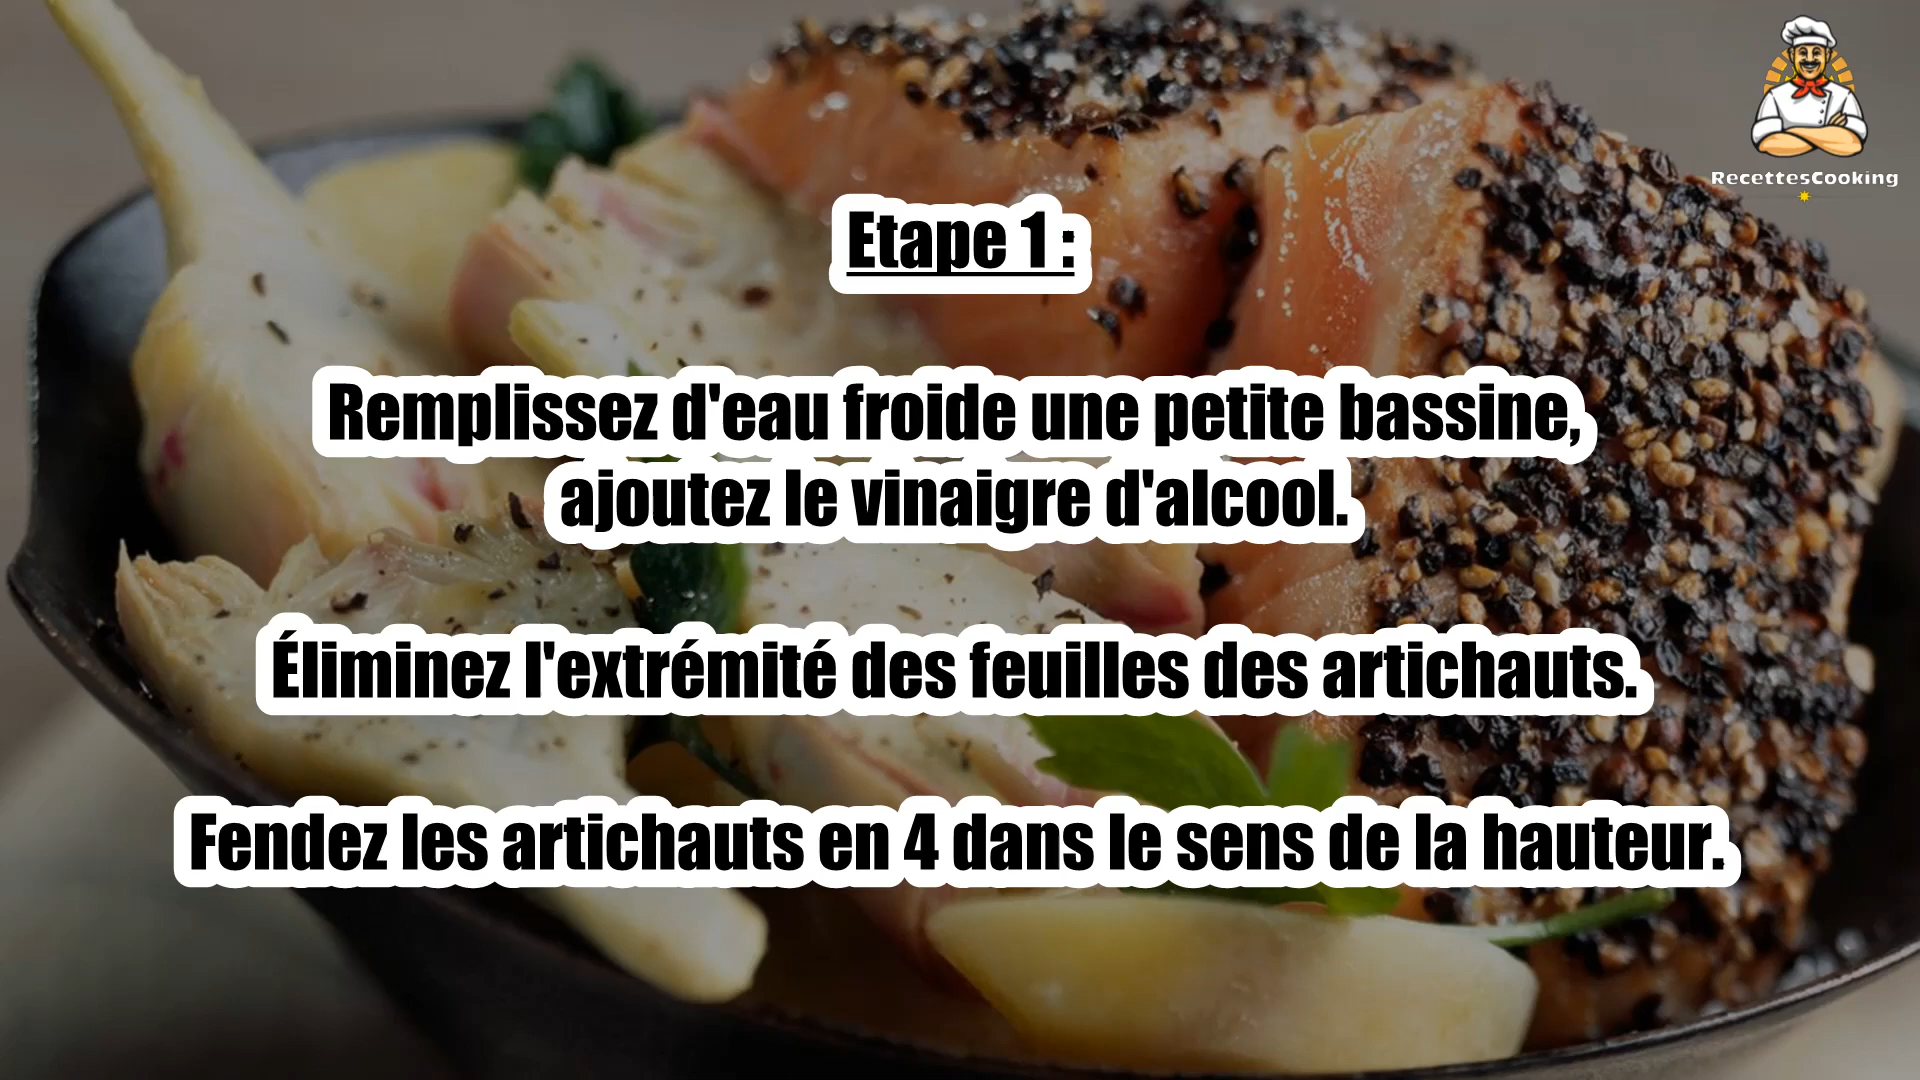 RecettesCooking
Etape 1 :
Remplissez d'eau froide une petite bassine,
ajoutez le vinaigre d'alcool.
Éliminez l'extrémité des feuilles des artichauts.
Fendez les artichauts en 4 dans le sens de la hauteur.